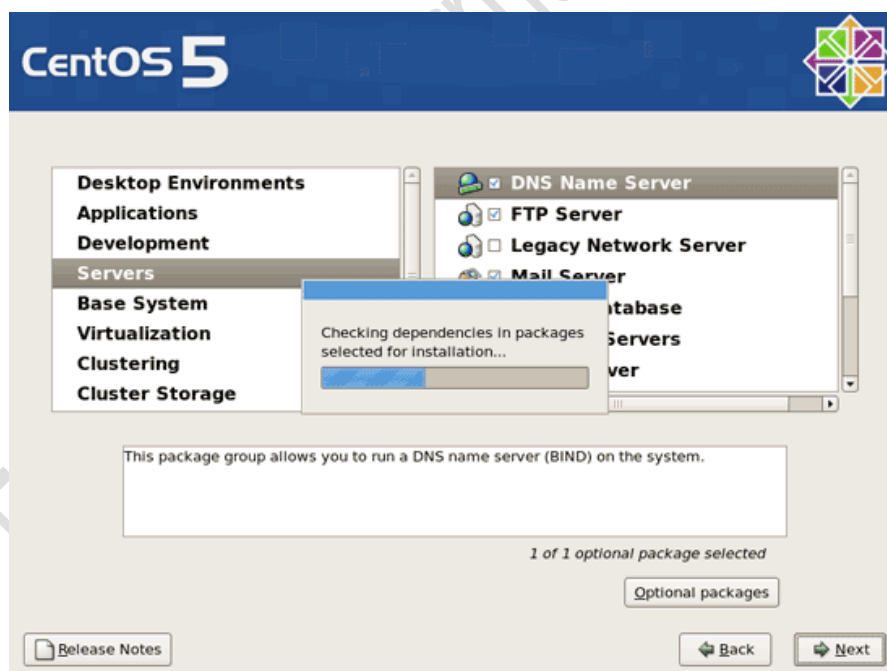 CentOS 5
Desktop Environments
Applications
Development
Servers
Base System
Virtualization
Clustering
Cluster Storage
DNS Name Server
FTP Server
Legacy Network Server
Mail Server
Servers
Checking dependencies in packages
selected for installation...
This package group allows you to run a DNS name server (BIND) on the system.
1 of 1 optional package selected
Optional packages
Release Notes
Back
Next